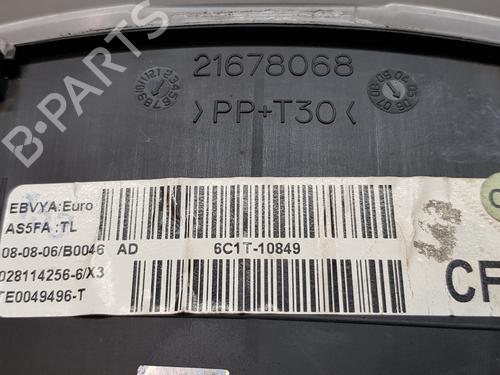 21678068
>PP+T30<
EBVYA:Euro
AS5FA :TL
08-08-06/B0046 AD
6C1T-10849
028114256-6/X3
TE0049496-T
CF